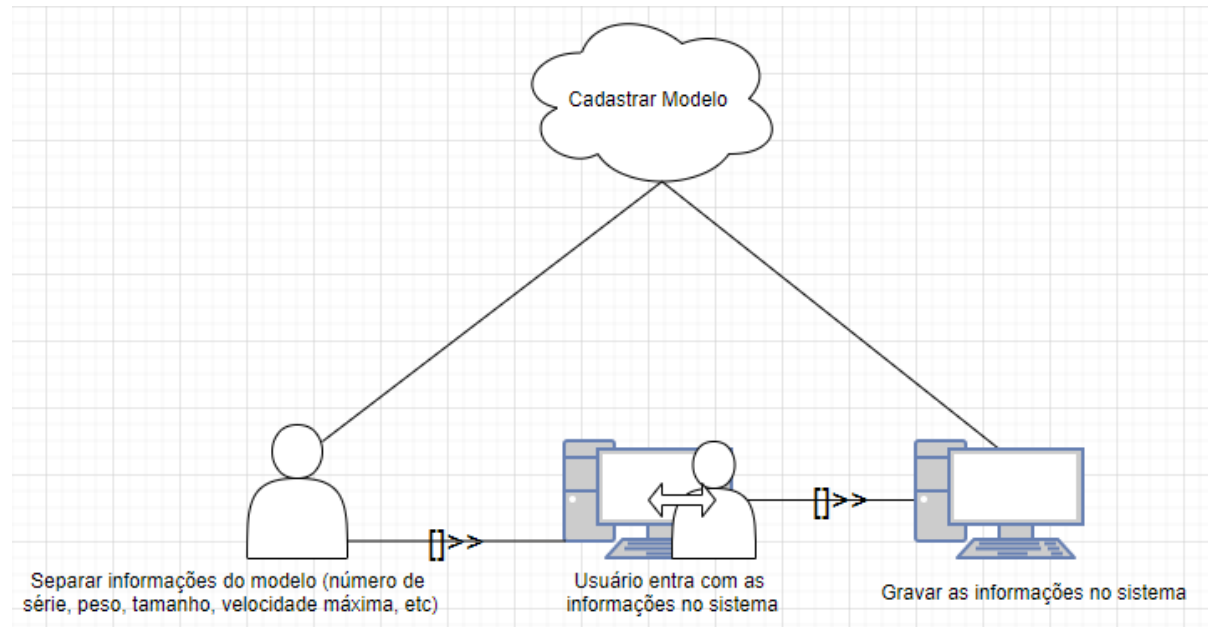 Cadastrar Modelo
[]>>
[]>>
Separar informações do modelo (número de
série, peso, tamanho, velocidade máxima, etc)
Usuário entra com as
informações no sistema
Gravar as informações no sistema